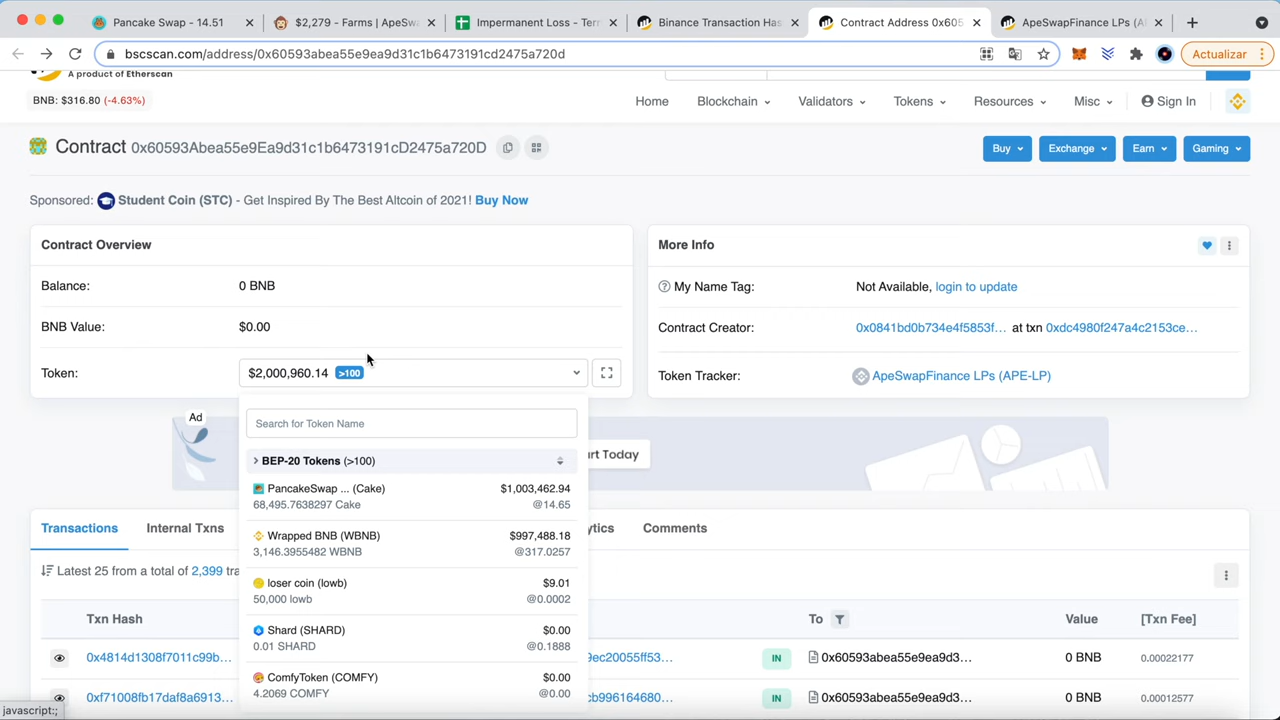 Pancake Swap - 14.51
$2,279 - Farms | ApeSw
Impermanent Loss - Terr
Binance Transaction Has
Contract Address 0x605
ApeSwapFinance LPs (AP
bscscan.com/address/0x60593abea55e9ea9d31c1b6473191cd2475a720d
Actualizar
A product of Etherscan
BNB: $316.80 (-4.63%)
Home
Blockchain
Validators
Tokens
Resources
Misc
Sign In
Contract 0x60593Abea55e9Ea9d31c1b6473191cD2475a720D
Buy
Exchange
Earn
Gaming
Sponsored: Student Coin (STC) - Get Inspired By The Best Altcoin of 2021! Buy Now
Contract Overview
Balance: 0 BNB
BNB Value: $0.00
Token: $2,000,960.14 >100
More Info
My Name Tag: Not Available, login to update
Contract Creator: 0x0841bd0b734e4f5853f... at txn 0xdc4980f247a4c2153ce...
Token Tracker: ApeSwapFinance LPs (APE-LP)
Ad
Search for Token Name
BEP-20 Tokens (>100)
PancakeSwap ... (Cake) $1,003,462.94
68,495.7638297 Cake @14.65
Wrapped BNB (WBNB) $997,488.18
3,146.3955482 WBNB @317.0257
loser coin (lowb) $9.01
50,000 lowb @0.0002
Shard (SHARD) $0.00
0.01 SHARD @0.1888
ComfyToken (COMFY) $0.00
4.2069 COMFY @0.00
urt Today
Transactions
Internal Txns
ytics
Comments
Latest 25 from a total of 2,399 tra
Txn Hash
To
Value
[Txn Fee]
0x4814d1308f7011c99b... 9ec20055ff53... IN 0x60593abea55e9ea9d3... 0 BNB 0.00022177
0xf71008fb17daf8a6913... cb996164680... IN 0x60593abea55e9ea9d3... 0 BNB 0.00012577
javascript:;